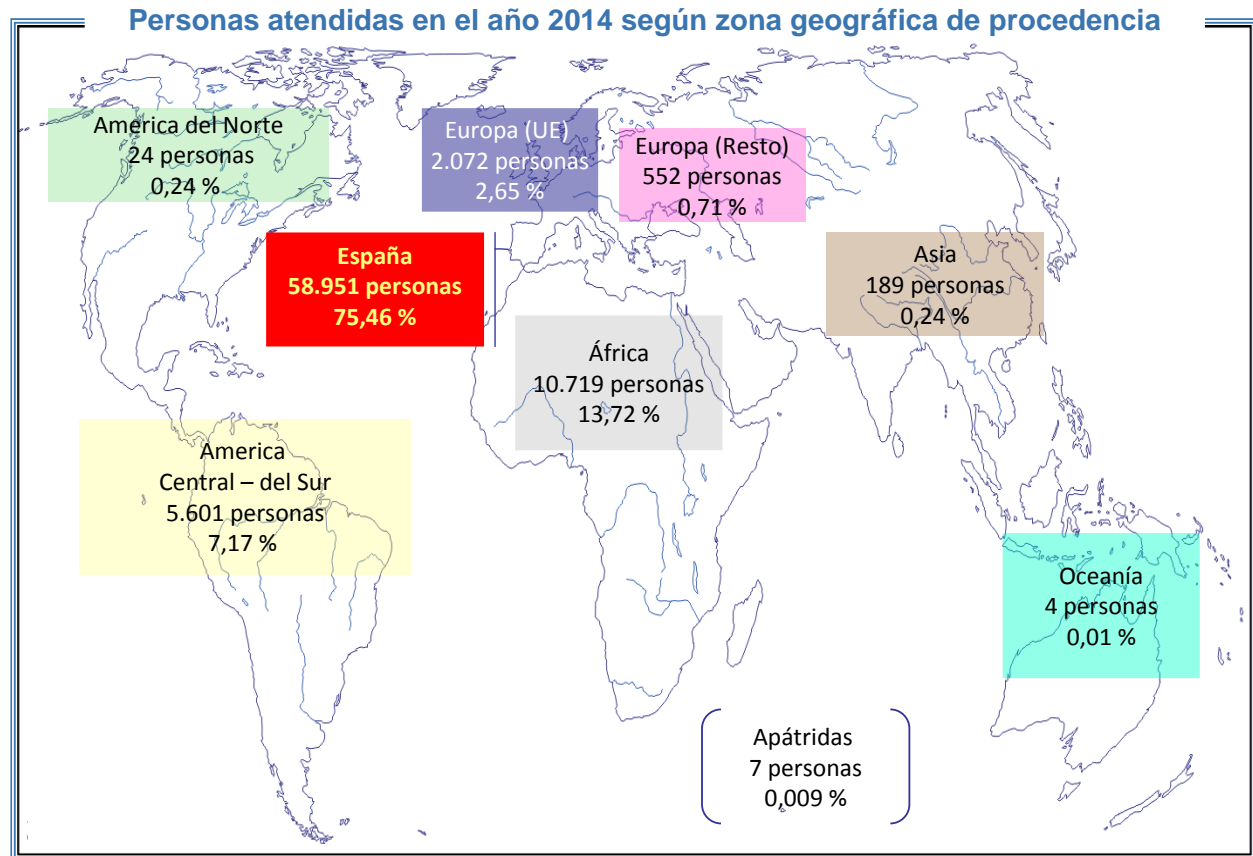 Personas atendidas en el año 2014 según zona geográfica de procedencia
America del Norte
24 personas
0,24 %
Europa (UE)
2.072 personas
2,65 %
Europa (Resto)
552 personas
0,71 %
España
58.951 personas
75,46 %
Asia
189 personas
0,24 %
África
10.719 personas
13,72 %
America
Central – del Sur
5.601 personas
7,17 %
Oceanía
4 personas
0,01 %
Apátridas
7 personas
0,009 %